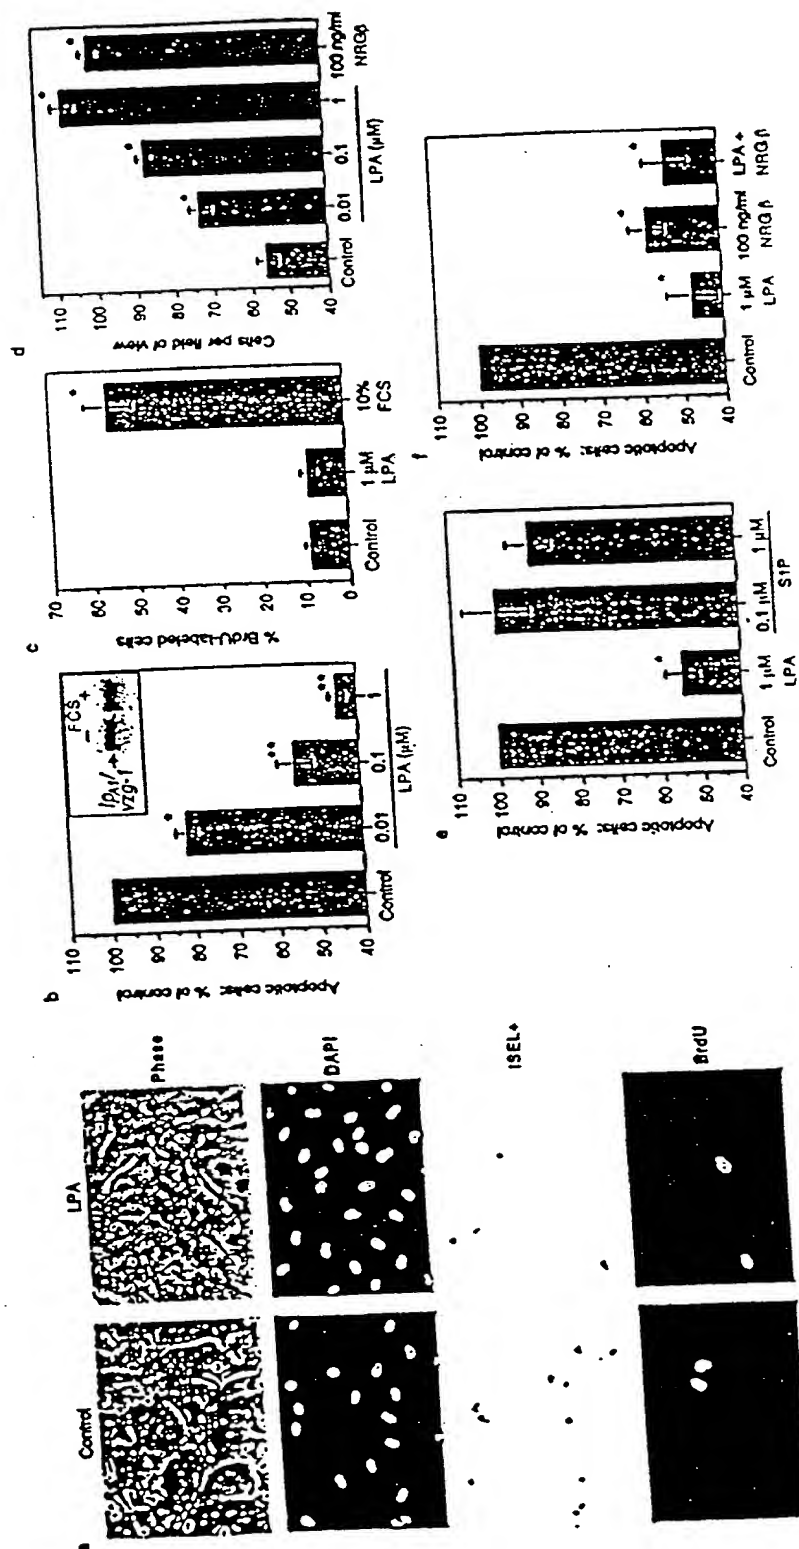 a
Control
LPA
Phase
DAPI
ISEL+
BrdU
b
Apoptotic cells: % of control
110
100
90
80
70
60
50
40
Control
0.01
0.1
1
LPA (µM)
*
**
**
FCS
− +
lpA1/
vzg-1
c
% BrdU-labeled cells
70
60
50
40
30
20
10
0
Control
1 µM
LPA
10%
FCS
*
d
Cells per field of view
110
100
90
80
70
60
50
40
Control
0.01
0.1
1
LPA (µM)
100 ng/ml
NRGβ
*
*
*
*
e
Apoptotic cells: % of control
110
100
90
80
70
60
50
40
Control
1 µM
LPA
0.1 µM
1 µM
S1P
*
f
Apoptotic cells: % of control
110
100
90
80
70
60
50
40
Control
1 µM
LPA
100 ng/ml
NRGβ
LPA +
NRGβ
*
*
*